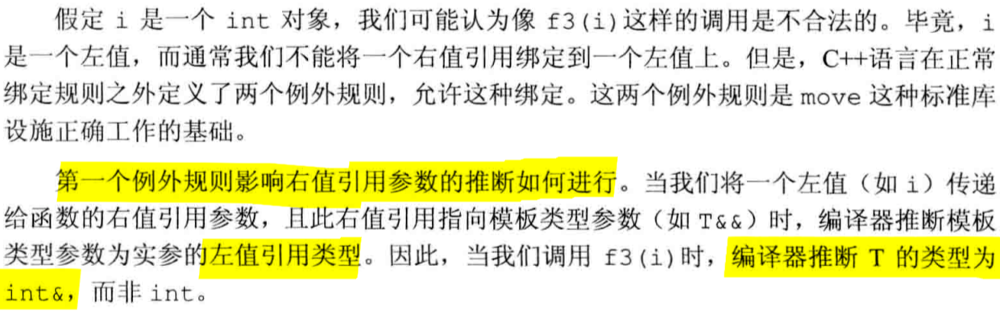 假定 i 是一个 int 对象，我们可能认为像 f3(i)这样的调用是不合法的。毕竟，i
是一个左值，而通常我们不能将一个右值引用绑定到一个左值上。但是，C++语言在正常
绑定规则之外定义了两个例外规则，允许这种绑定。这两个例外规则是 move 这种标准库
设施正确工作的基础。
第一个例外规则影响右值引用参数的推断如何进行。当我们将一个左值（如 i）传递
给函数的右值引用参数，且此右值引用指向模板类型参数（如 T&&）时，编译器推断模板
类型参数为实参的左值引用类型。因此，当我们调用 f3(i)时，编译器推断 T 的类型为
int&，而非 int。